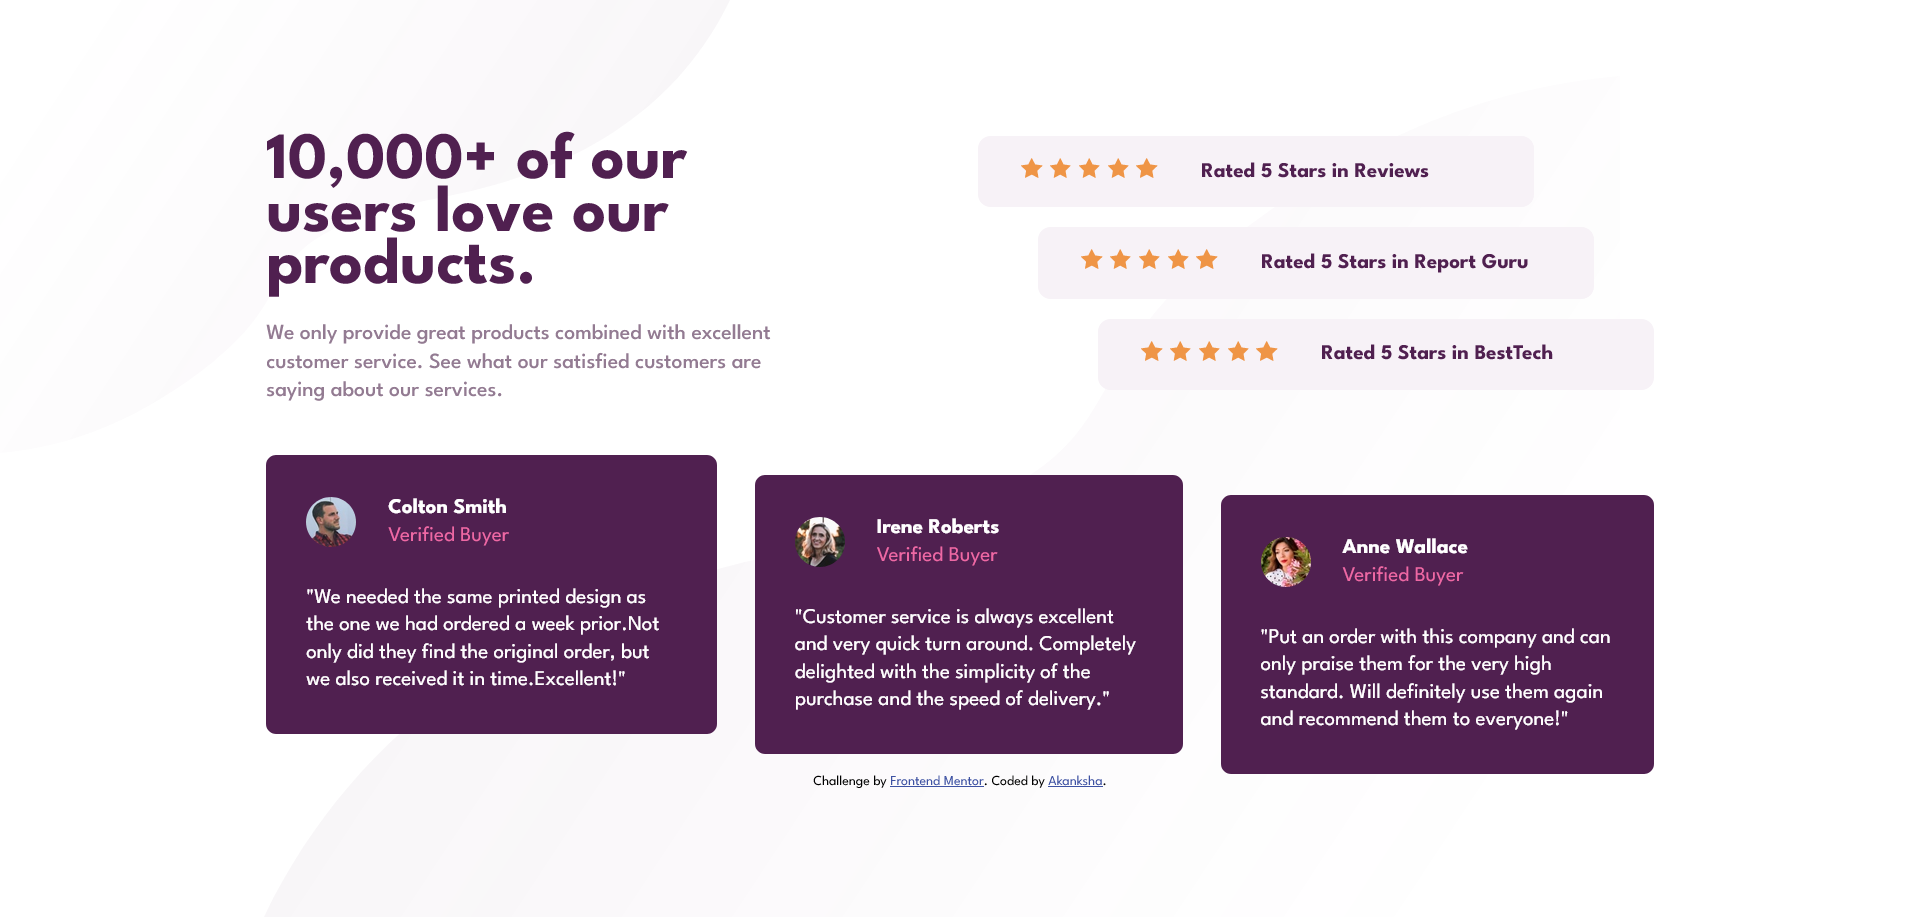 10,000+ of our
users love our
products.
We only provide great products combined with excellent
customer service. See what our satisfied customers are
saying about our services.
Rated 5 Stars in Reviews
Rated 5 Stars in Report Guru
Rated 5 Stars in BestTech
Colton Smith
Verified Buyer
"We needed the same printed design as
the one we had ordered a week prior.Not
only did they find the original order, but
we also received it in time.Excellent!"
Irene Roberts
Verified Buyer
"Customer service is always excellent
and very quick turn around. Completely
delighted with the simplicity of the
purchase and the speed of delivery."
Anne Wallace
Verified Buyer
"Put an order with this company and can
only praise them for the very high
standard. Will definitely use them again
and recommend them to everyone!"
Challenge by Frontend Mentor. Coded by Akanksha.